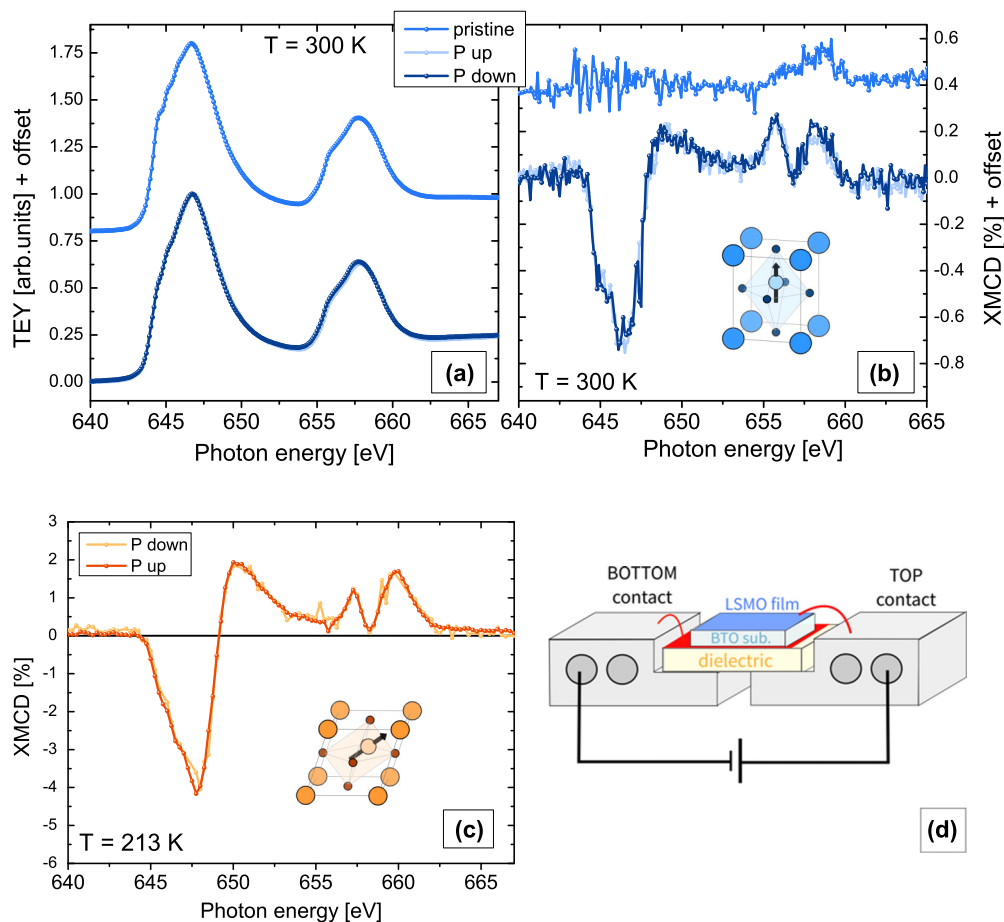 T = 300 K
pristine
P up
P down
TEY [arb.units] + offset
1.75
1.50
1.25
1.00
0.75
0.50
0.25
0.00
(a)
640 645 650 655 660 665
Photon energy [eV]
0.6
0.4
0.2
0.0
-0.2
-0.4
-0.6
-0.8
XMCD [%] + offset
T = 300 K
(b)
640 645 650 655 660 665
Photon energy [eV]
3
2
1
0
-1
-2
-3
-4
-5
-6
XMCD [%]
P down
P up
T = 213 K
(c)
640 645 650 655 660
Photon energy [eV]
BOTTOM
contact
TOP
contact
LSMO film
BTO sub.
dielectric
(d)